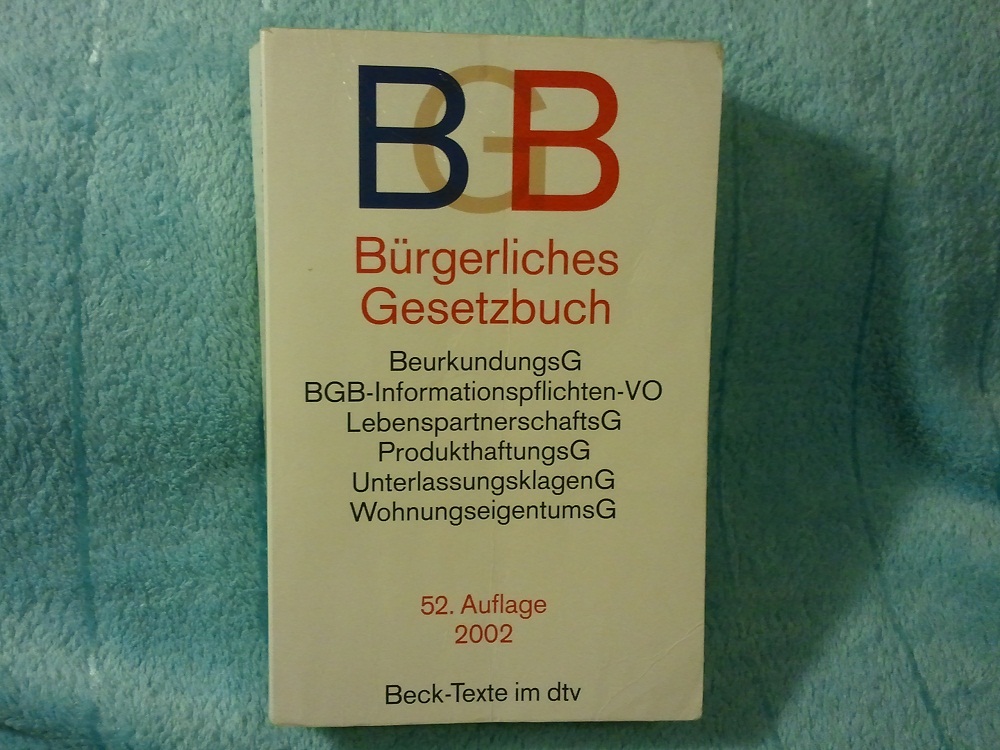 BGB
Bürgerliches
Gesetzbuch
BeurkundungsG
BGB-Informationspflichten-VO
LebenspartnerschaftsG
ProdukthaftungsG
UnterlassungsklagenG
WohnungseigentumsG
52. Auflage
2002
Beck-Texte im dtv